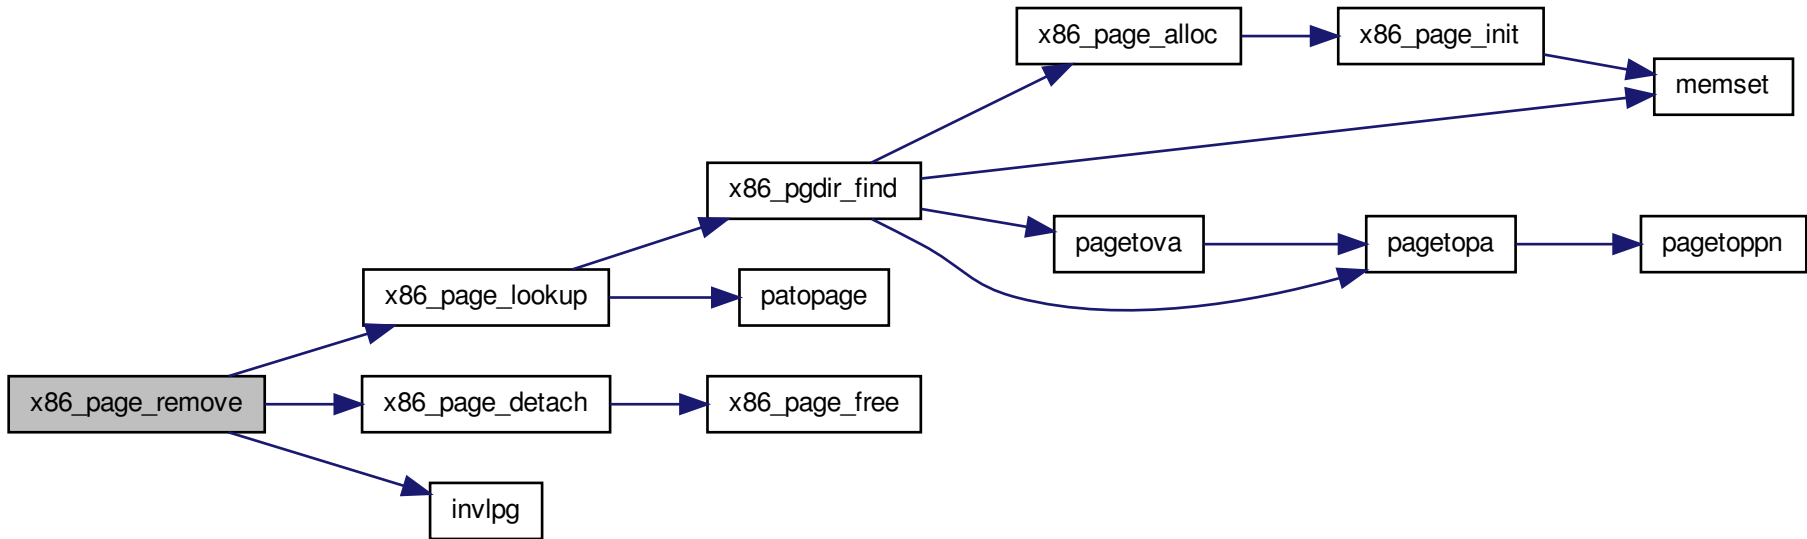 x86_page_alloc
x86_page_init
memset
x86_pgdir_find
pagetova
pagetopa
pagetoppn
x86_page_lookup
patopage
x86_page_remove
x86_page_detach
x86_page_free
invlpg